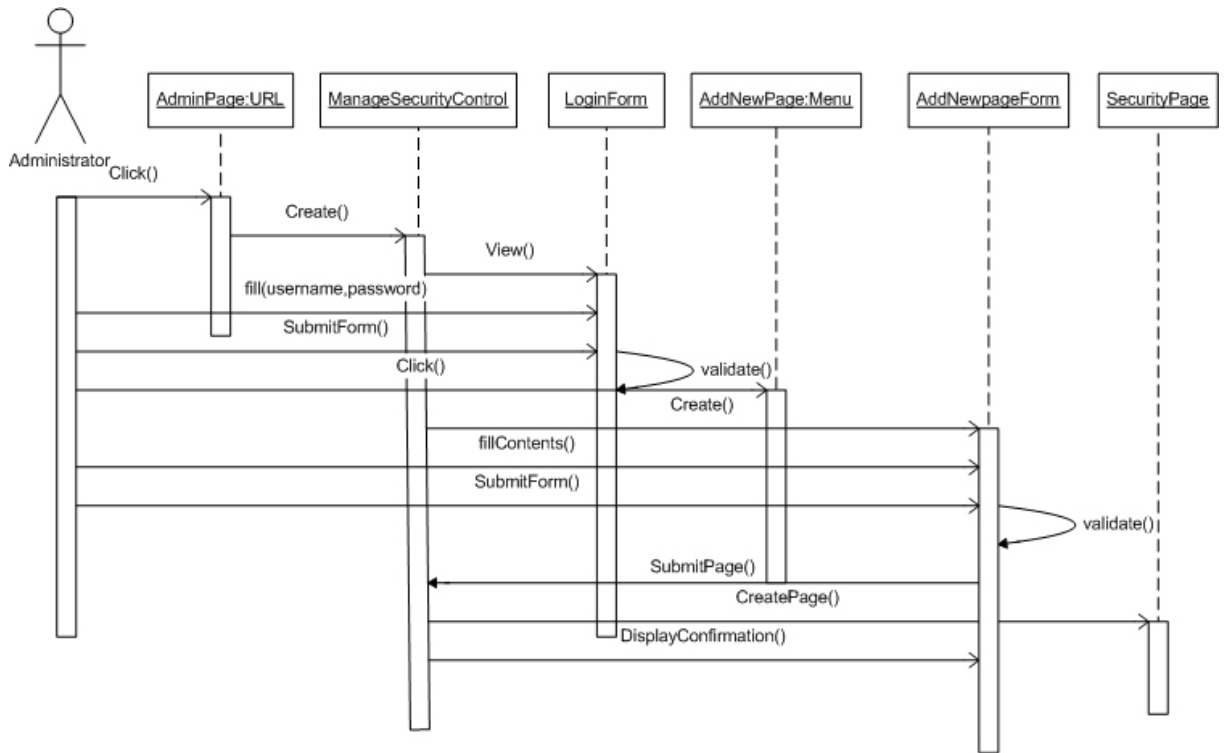 AdminPage:URL
ManageSecurityControl
LoginForm
AddNewPage:Menu
AddNewpageForm
SecurityPage
Administrator
Click()
Create()
View()
fill(username,password)
SubmitForm()
Click()
validate()
Create()
fillContents()
SubmitForm()
validate()
SubmitPage()
CreatePage()
DisplayConfirmation()